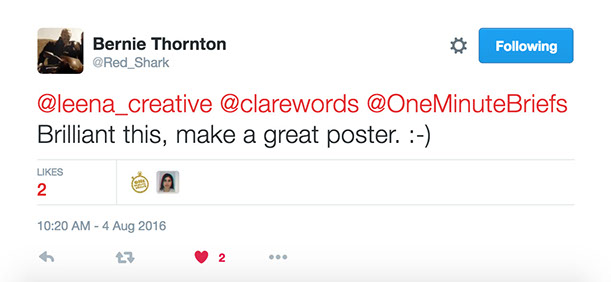 Bernie Thornton
@Red_Shark
Following
@leena_creative @clarewords @OneMinuteBriefs
Brilliant this, make a great poster. :-)
LIKES
2
10:20 AM - 4 Aug 2016
2